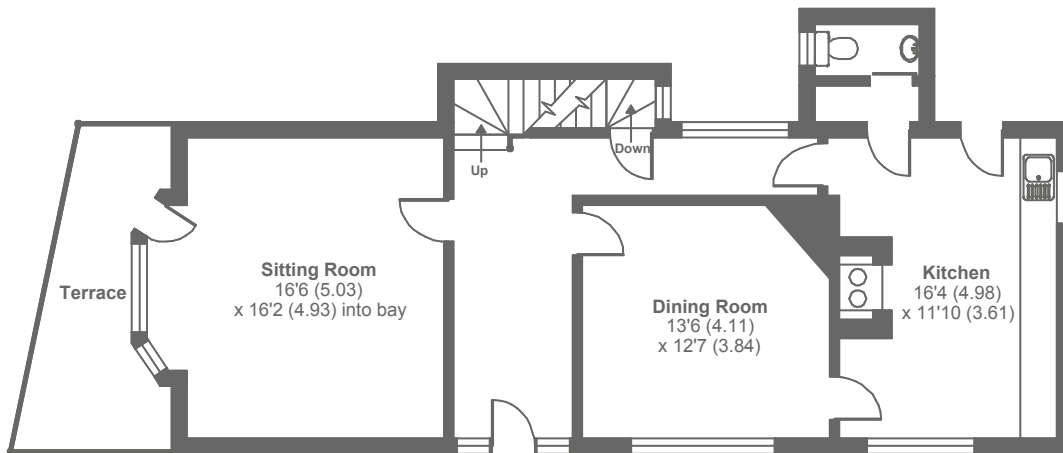 Up
Down
Terrace
Sitting Room
16'6 (5.03)
x 16'2 (4.93) into bay
Dining Room
13'6 (4.11)
x 12'7 (3.84)
Kitchen
16'4 (4.98)
x 11'10 (3.61)